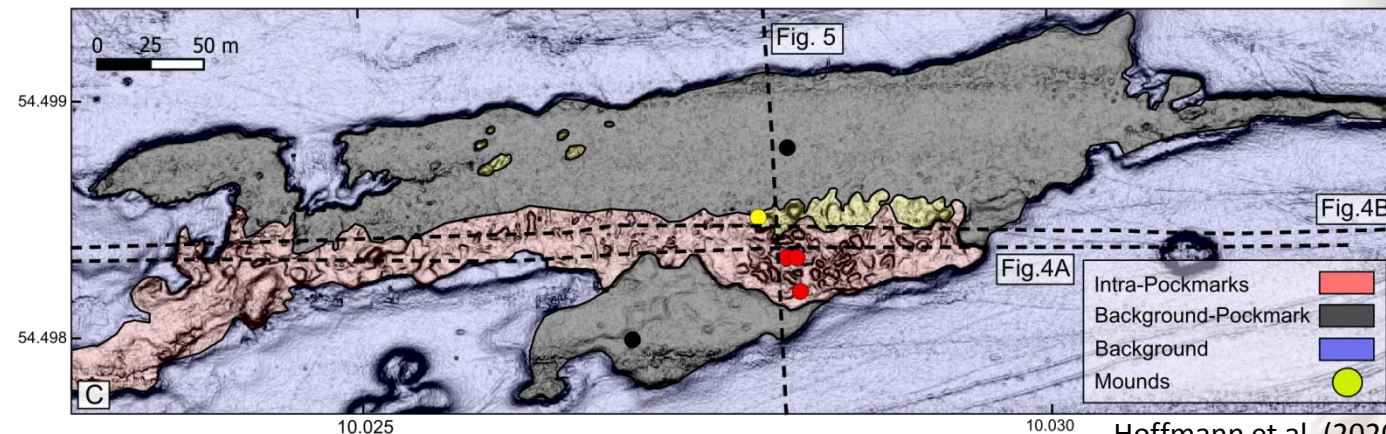 0 25 50 m
Fig. 5
54.499
Fig.4B
Fig.4A
Intra-Pockmarks
Background-Pockmark
54.498
Background
Mounds
C
10.025
10.030
Hoffmann et al. (2020